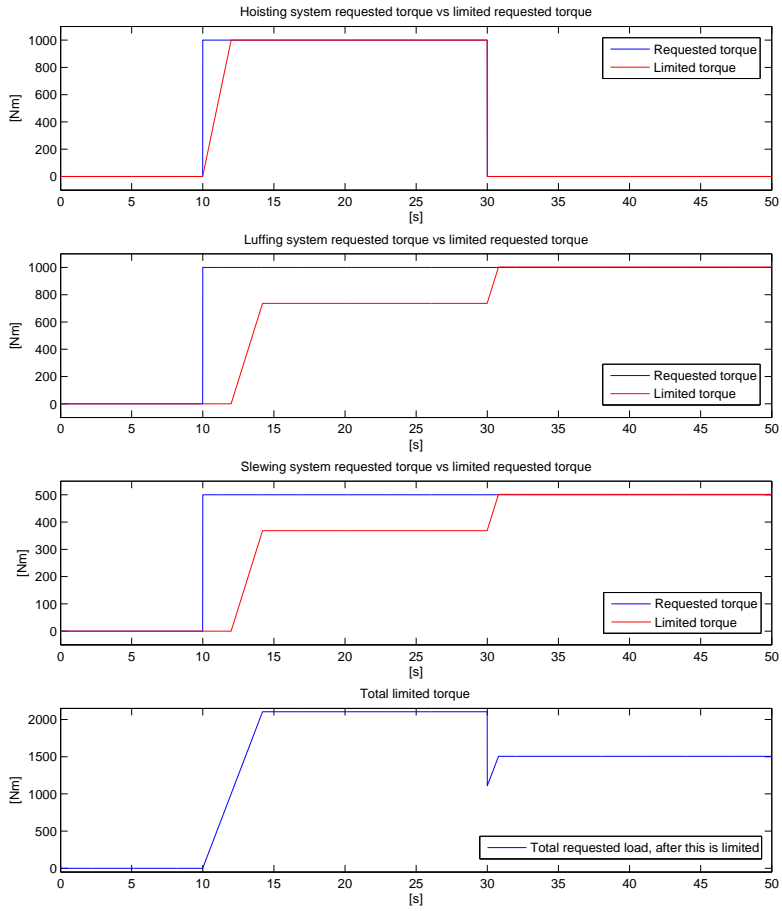 Hoisting system requested torque vs limited requested torque
1000
800
600
400
200
0
[Nm]
Requested torque
Limited torque
0 5 10 15 20 25 30 35 40 45 50
[s]
Luffing system requested torque vs limited requested torque
1000
800
600
400
200
0
[Nm]
Requested torque
Limited torque
0 5 10 15 20 25 30 35 40 45 50
[s]
Slewing system requested torque vs limited requested torque
500
400
300
200
100
0
[Nm]
Requested torque
Limited torque
0 5 10 15 20 25 30 35 40 45 50
[s]
Total limited torque
2000
1500
1000
500
0
[Nm]
Total requested load, after this is limited
0 5 10 15 20 25 30 35 40 45 50
[s]